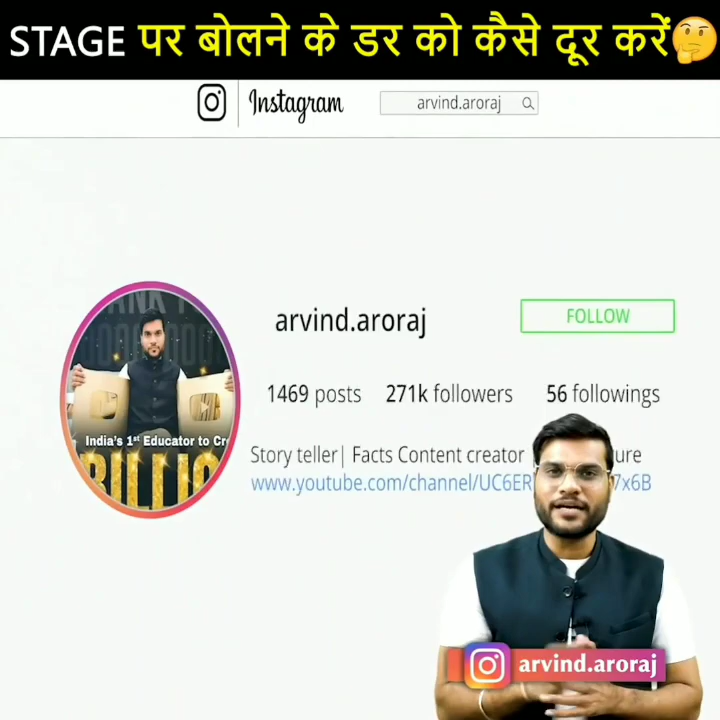 STAGE पर बोलने के डर को कैसे दूर करें🤔
Instagram
arvind.aroraj
arvind.aroraj
FOLLOW
1469 posts 271k followers 56 followings
Story teller| Facts Content creator
www.youtube.com/channel/UC6ER 7x6B
India's 1st Educator to
arvind.aroraj